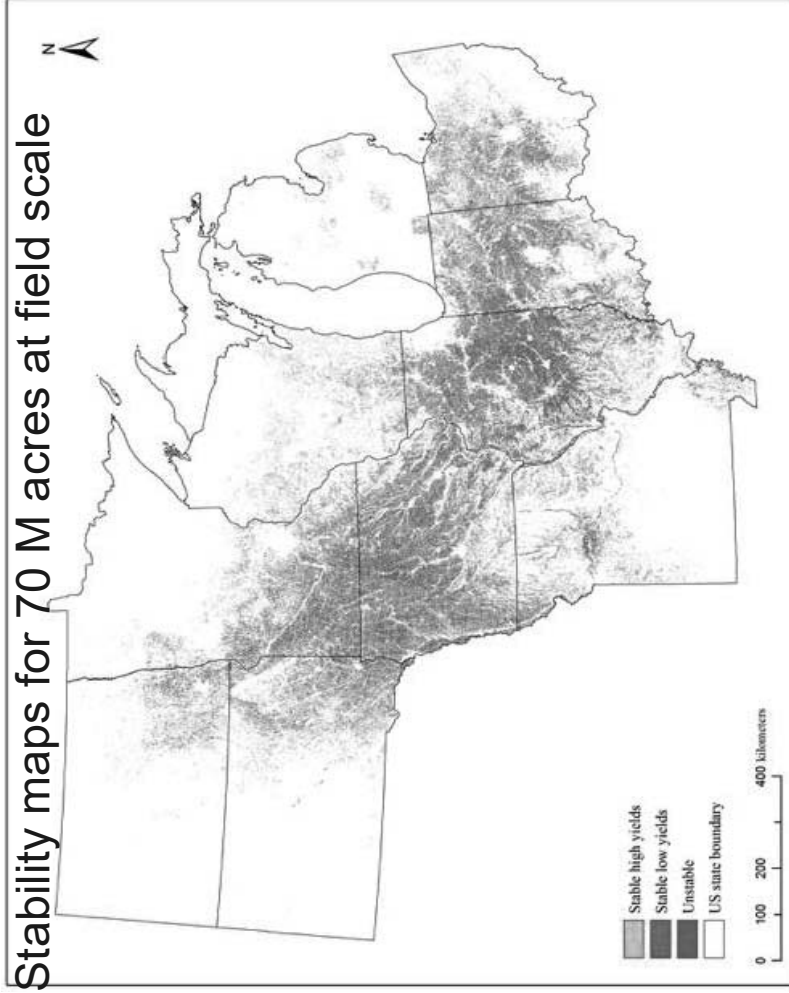 Stability maps for 70 M acres at field scale
N
Stable high yields
Stable low yields
Unstable
US state boundary
0 100 200 400 kilometers